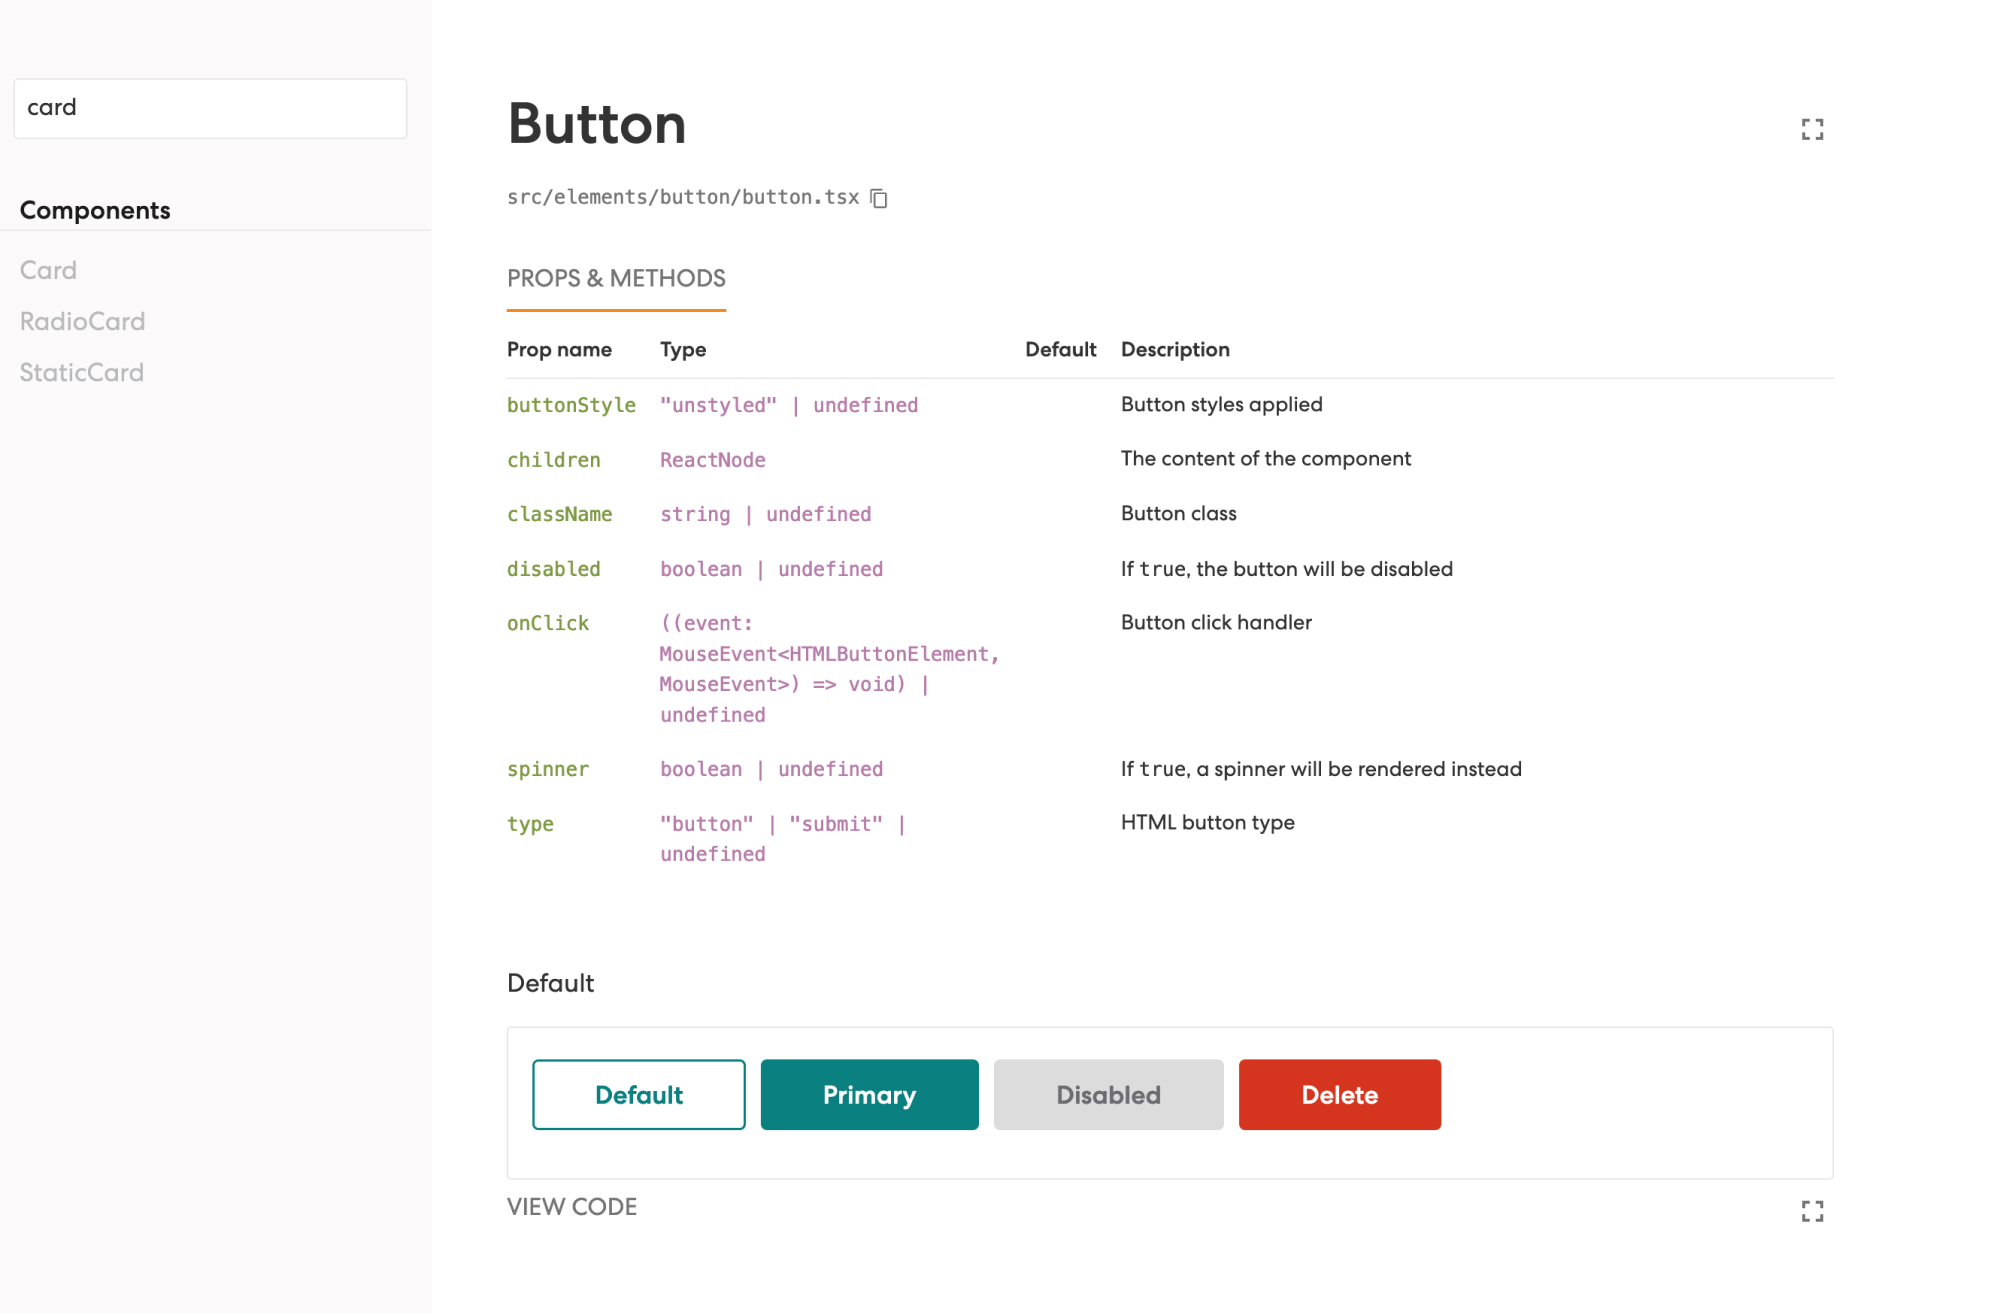 card
Components
Card
RadioCard
StaticCard
Button
src/elements/button/button.tsx
PROPS & METHODS
Prop name Type Default Description
buttonStyle "unstyled" | undefined Button styles applied
children ReactNode The content of the component
className string | undefined Button class
disabled boolean | undefined If true, the button will be disabled
onClick ((event: Button click handler
MouseEvent<HTMLButtonElement,
MouseEvent>) => void) |
undefined
spinner boolean | undefined If true, a spinner will be rendered instead
type "button" | "submit" | HTML button type
undefined
Default
Default Primary Disabled Delete
VIEW CODE